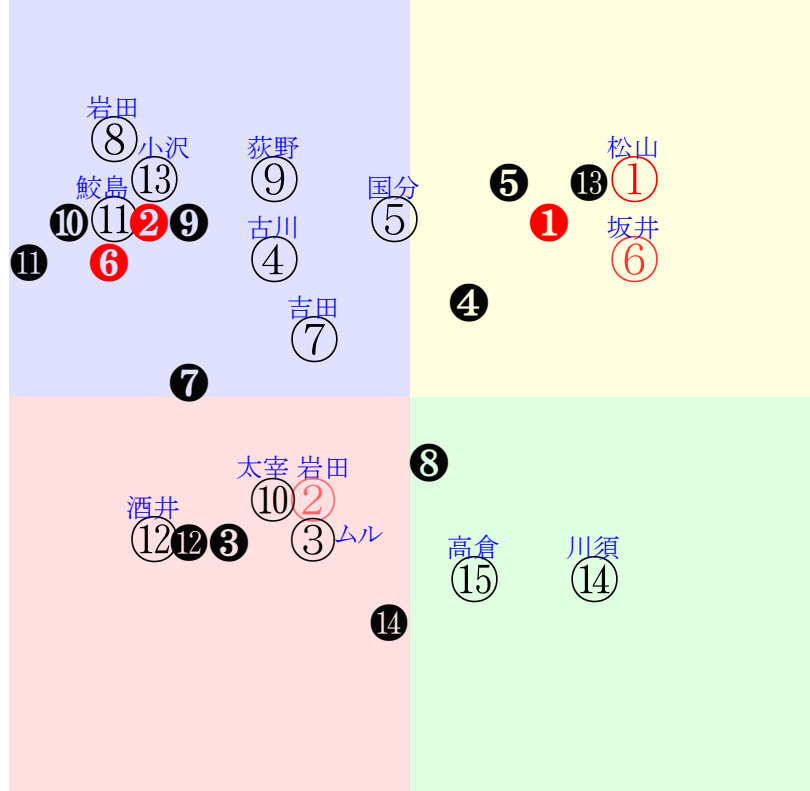 岩田
⑧
小沢 荻野 松山
⑬ ⑨ ❺ ⓭ ①
鮫島 国分
❿ ⑪ ❷ ❾ ⑤ ❶
古川 坂井
⓫ ❻ ④ ⑥
吉田 ❹
⑦
❼
太宰 岩田 ❽
⑩ ②
酒井 ムル
⑫ ⓬ ❸ ③
高倉 川須
⑮ ⑭
⓮